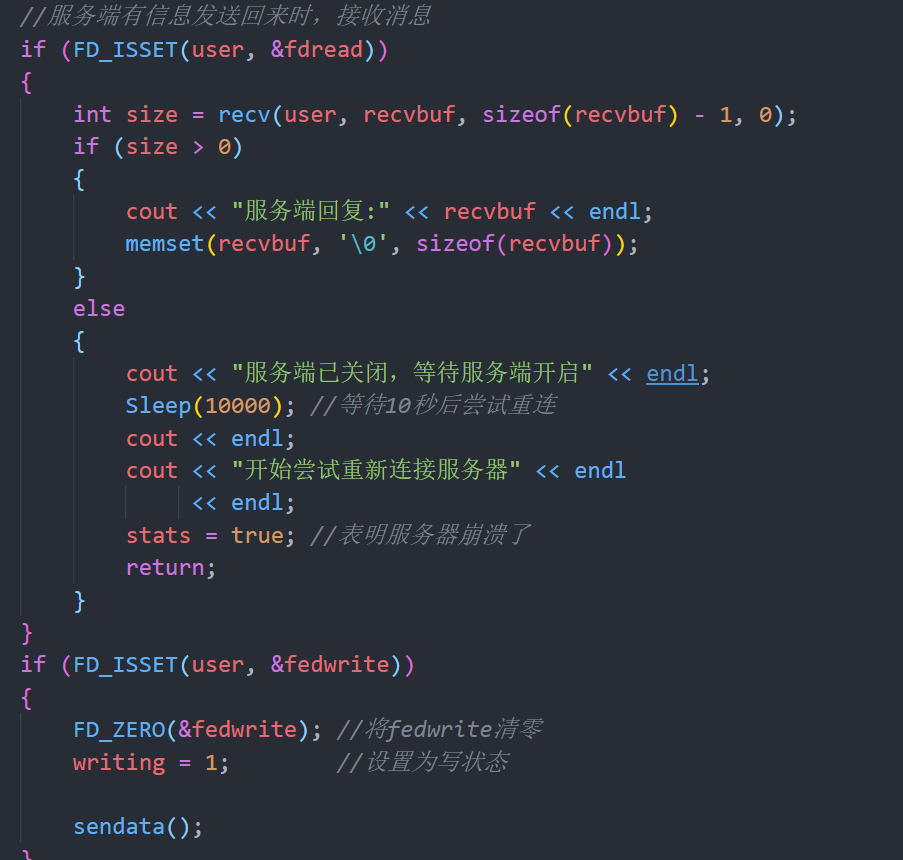 //服务端有信息发送回来时，接收消息
if (FD_ISSET(user, &fdread))
{
    int size = recv(user, recvbuf, sizeof(recvbuf) - 1, 0);
    if (size > 0)
    {
        cout << "服务端回复:" << recvbuf << endl;
        memset(recvbuf, '\0', sizeof(recvbuf));
    }
    else
    {
        cout << "服务端已关闭，等待服务端开启" << endl;
        Sleep(10000); //等待10秒后尝试重连
        cout << endl;
        cout << "开始尝试重新连接服务器" << endl
             << endl;
        stats = true; //表明服务器崩溃了
        return;
    }
}
if (FD_ISSET(user, &fedwrite))
{
    FD_ZERO(&fedwrite); //将fedwrite清零
    writing = 1;        //设置为写状态

    sendata();
}